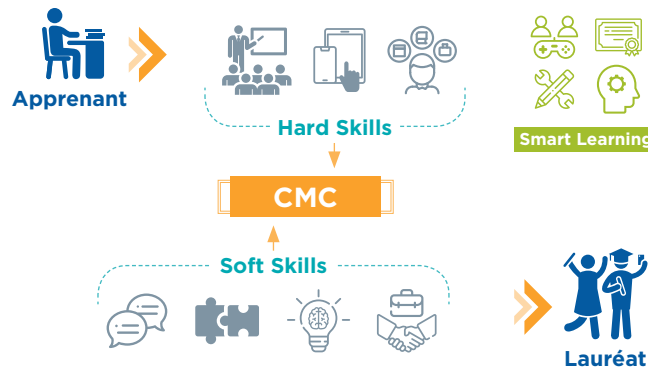 Apprenant
Hard Skills
Smart Learning
CMC
Soft Skills
Lauréat